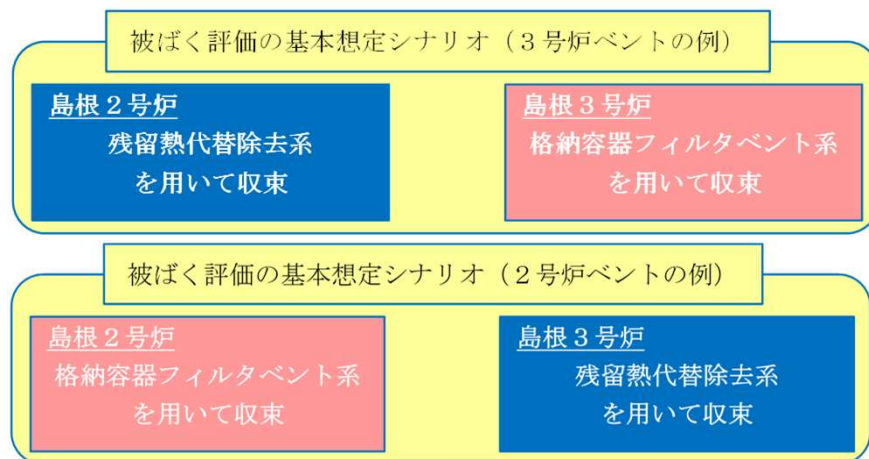 被ばく評価の基本想定シナリオ（３号炉ベントの例）
島根２号炉
残留熱代替除去系
を用いて収束
島根３号炉
格納容器フィルタベント系
を用いて収束
被ばく評価の基本想定シナリオ（２号炉ベントの例）
島根２号炉
格納容器フィルタベント系
を用いて収束
島根３号炉
残留熱代替除去系
を用いて収束